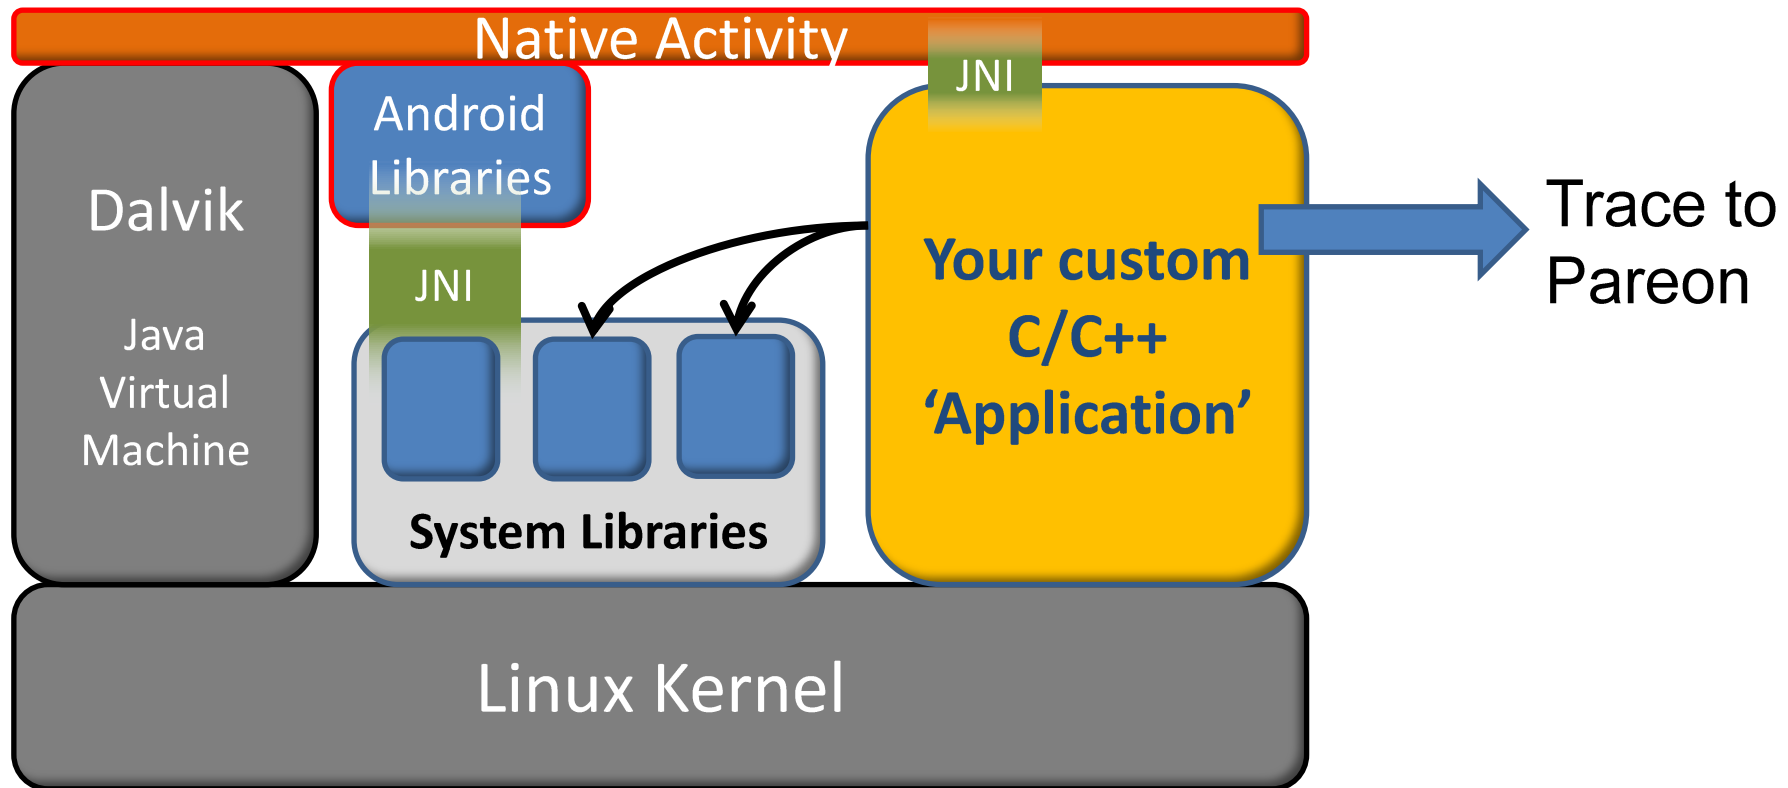 Native Activity
JNI
Android
Libraries
Dalvik
Java
Virtual
Machine
JNI
System Libraries
Your custom
C/C++
‘Application’
Trace to
Pareon
Linux Kernel